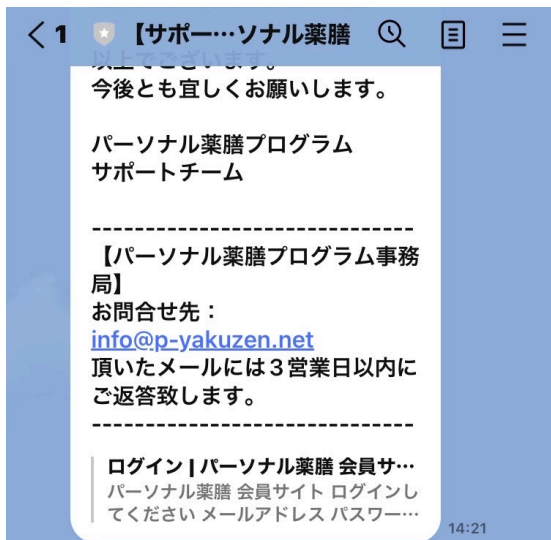 1 【サポー…ソナル薬膳
以上でございます。
今後とも宜しくお願いします。
パーソナル薬膳プログラム
サポートチーム
------------------------------
【パーソナル薬膳プログラム事務
局】
お問合せ先：
info@p-yakuzen.net
頂いたメールには３営業日以内に
ご返答致します。
------------------------------
ログイン | パーソナル薬膳 会員サ…
パーソナル薬膳 会員サイト ログインし
てください メールアドレス パスワー…
14:21